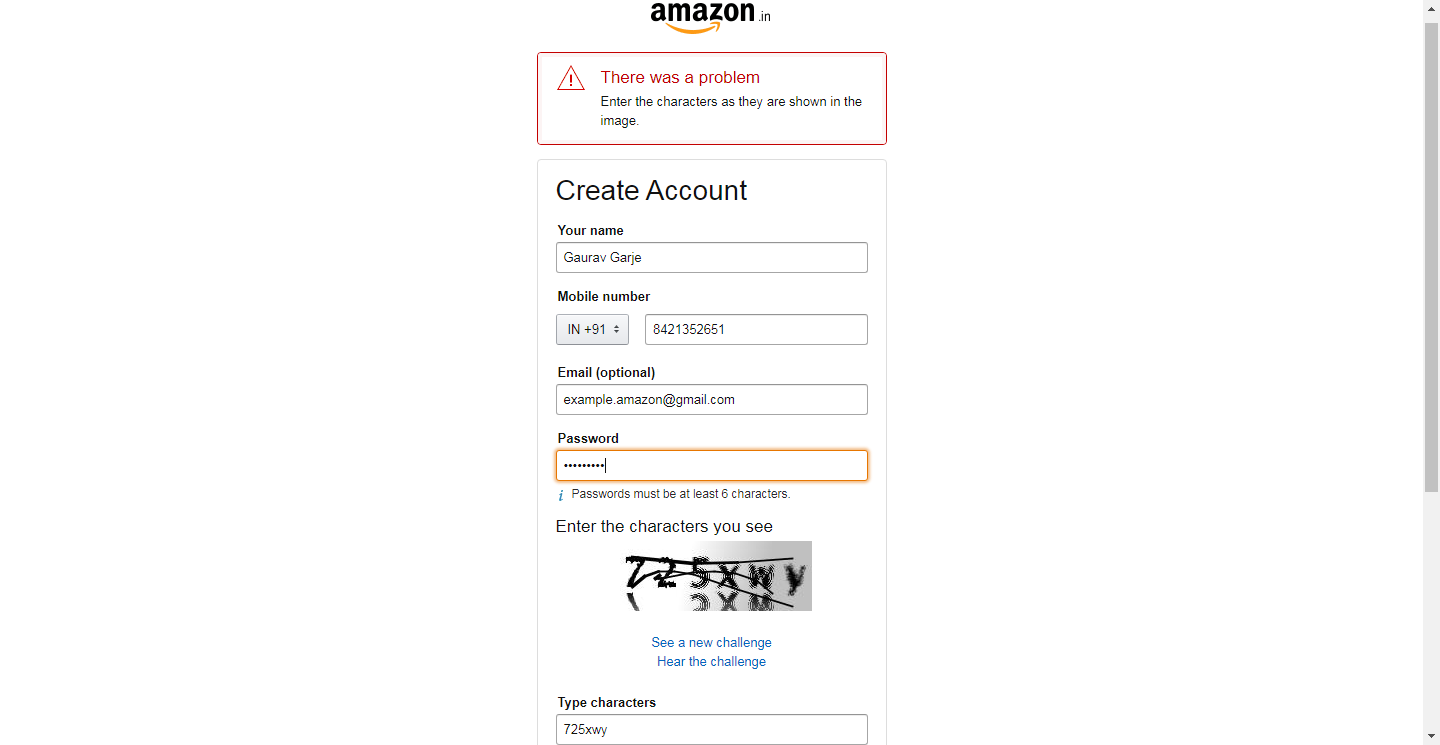 amazon.in
There was a problem
Enter the characters as they are shown in the
image.
Create Account
Your name
Gaurav Garje
Mobile number
IN +91
8421352651
Email (optional)
example.amazon@gmail.com
Password
•••••••••
i Passwords must be at least 6 characters.
Enter the characters you see
See a new challenge
Hear the challenge
Type characters
725xwy